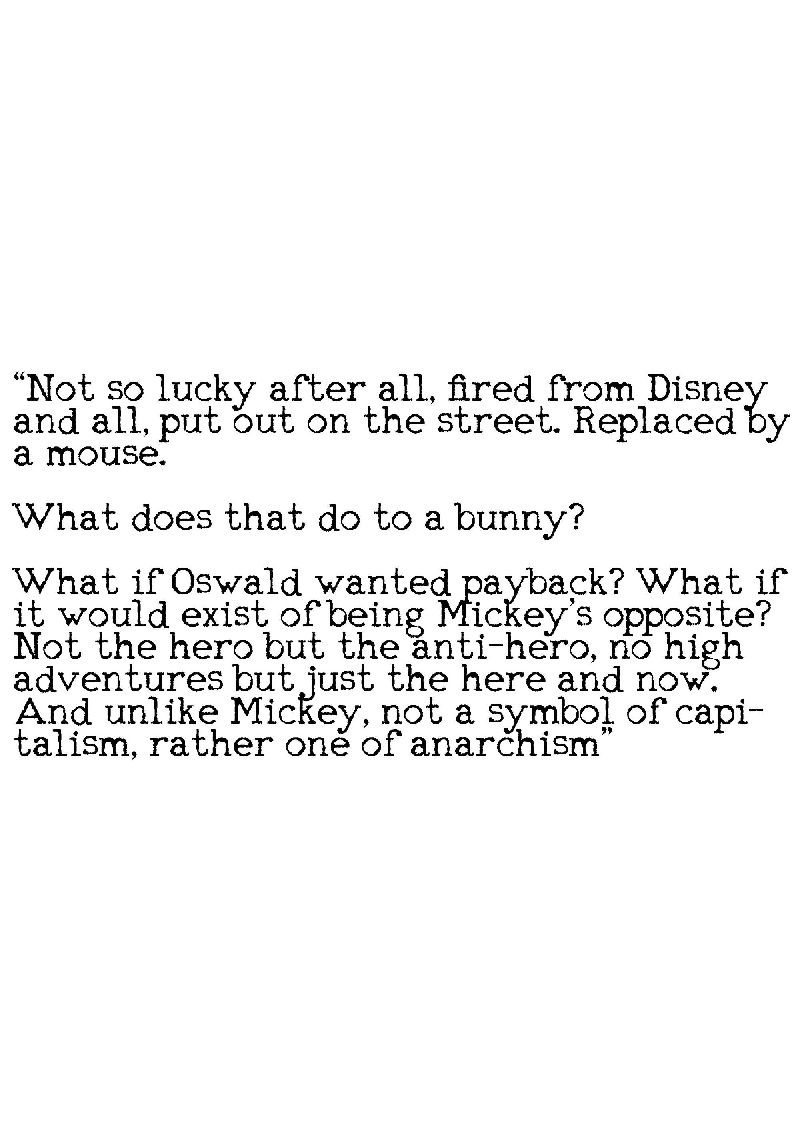 “Not so lucky after all, fired from Disney
and all, put out on the street. Replaced by
a mouse.
What does that do to a bunny?
What if Oswald wanted payback? What if
it would exist of being Mickey’s opposite?
Not the hero but the anti-hero, no high
adventures but just the here and now.
And unlike Mickey, not a symbol of capi-
talism, rather one of anarchism”